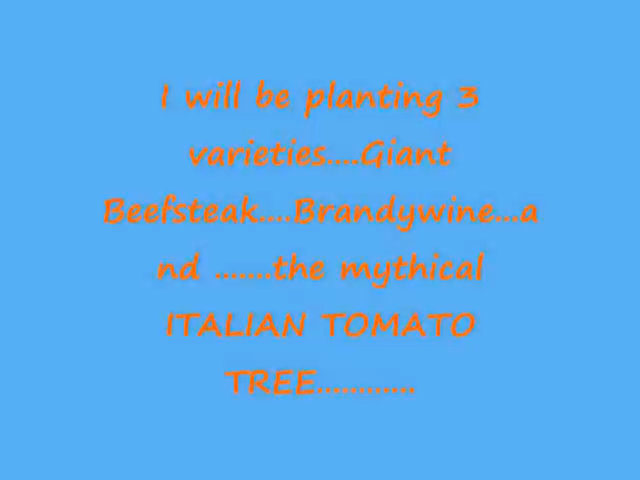 I will be planting 3
varieties....Giant
Beefsteak....Brandywine...a
nd .......the mythical
ITALIAN TOMATO
TREE............